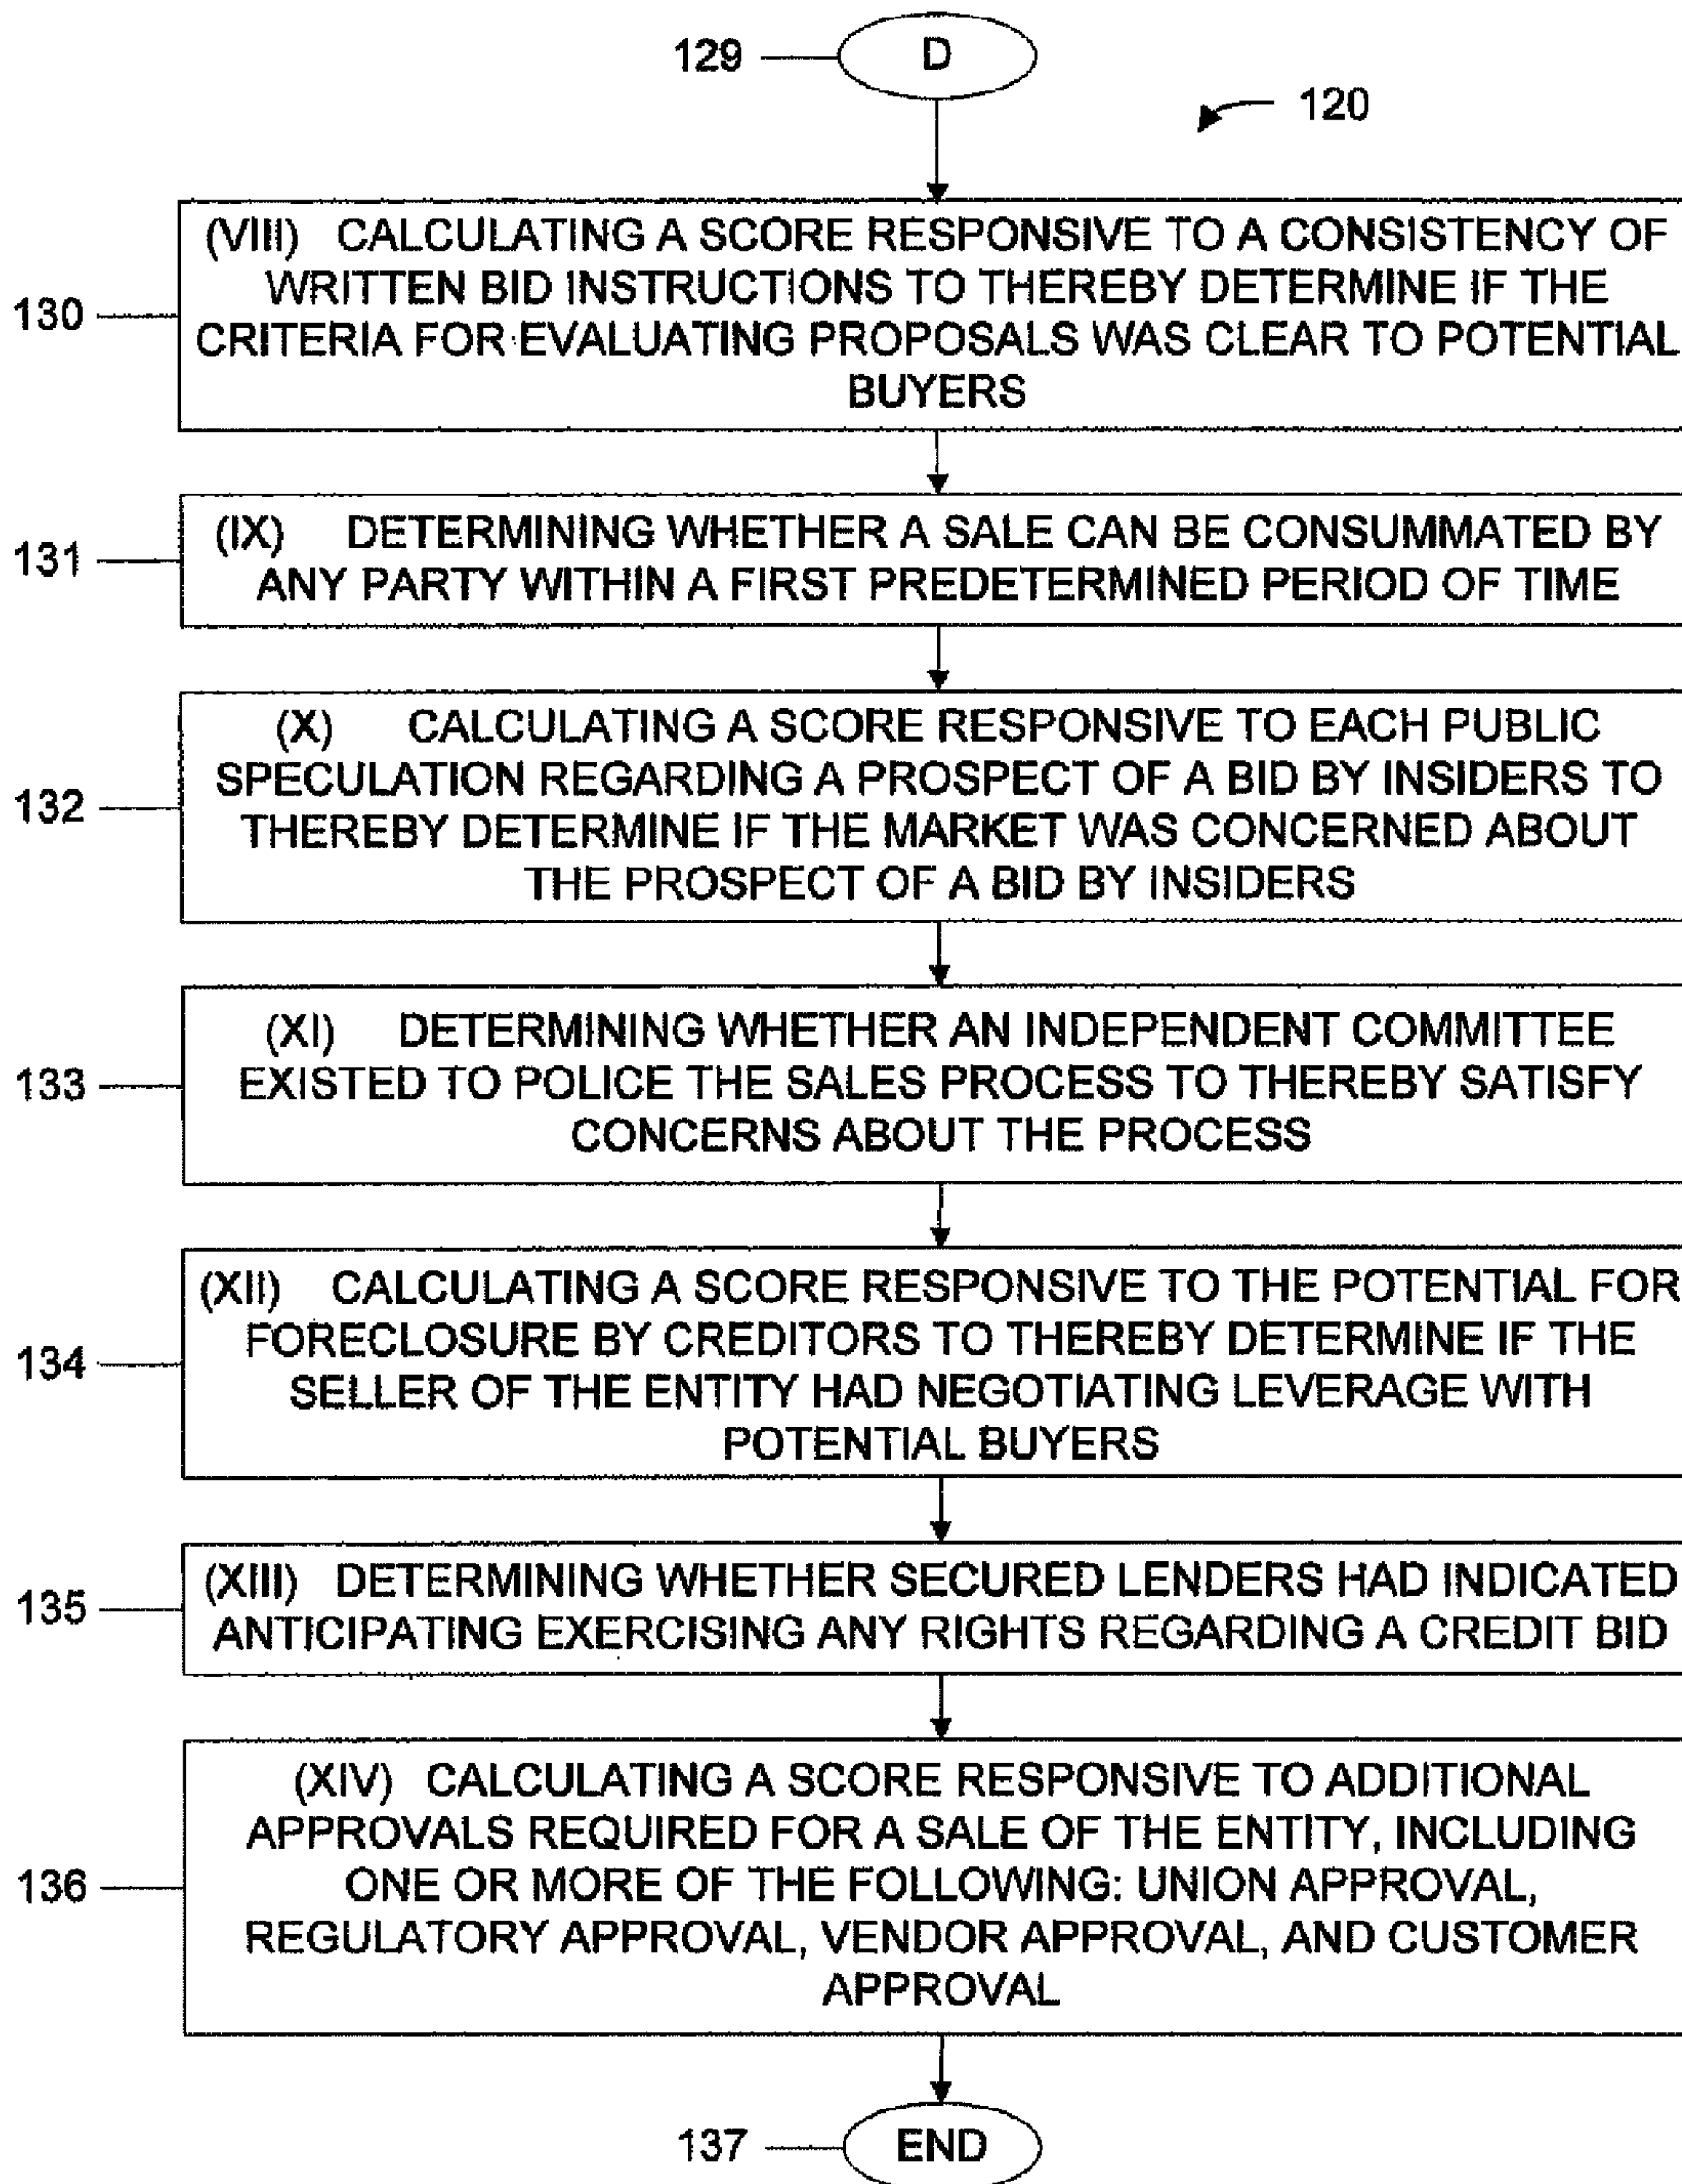 129
D
120
(VIII) CALCULATING A SCORE RESPONSIVE TO A CONSISTENCY OF
WRITTEN BID INSTRUCTIONS TO THEREBY DETERMINE IF THE
130
CRITERIA FOR EVALUATING PROPOSALS WAS CLEAR TO POTENTIAL
BUYERS
(IX) DETERMINING WHETHER A SALE CAN BE CONSUMMATED BY
131
ANY PARTY WITHIN A FIRST PREDETERMINED PERIOD OF TIME
(X) CALCULATING A SCORE RESPONSIVE TO EACH PUBLIC
SPECULATION REGARDING A PROSPECT OF A BID BY INSIDERS TO
132
THEREBY DETERMINE IF THE MARKET WAS CONCERNED ABOUT
THE PROSPECT OF A BID BY INSIDERS
(XI) DETERMINING WHETHER AN INDEPENDENT COMMITTEE
133
EXISTED TO POLICE THE SALES PROCESS TO THEREBY SATISFY
CONCERNS ABOUT THE PROCESS
(XII) CALCULATING A SCORE RESPONSIVE TO THE POTENTIAL FOR
FORECLOSURE BY CREDITORS TO THEREBY DETERMINE IF THE
134
SELLER OF THE ENTITY HAD NEGOTIATING LEVERAGE WITH
POTENTIAL BUYERS
(XIII) DETERMINING WHETHER SECURED LENDERS HAD INDICATED
135
ANTICIPATING EXERCISING ANY RIGHTS REGARDING A CREDIT BID
(XIV) CALCULATING A SCORE RESPONSIVE TO ADDITIONAL
APPROVALS REQUIRED FOR A SALE OF THE ENTITY, INCLUDING
136
ONE OR MORE OF THE FOLLOWING: UNION APPROVAL,
REGULATORY APPROVAL, VENDOR APPROVAL, AND CUSTOMER
APPROVAL
137
END